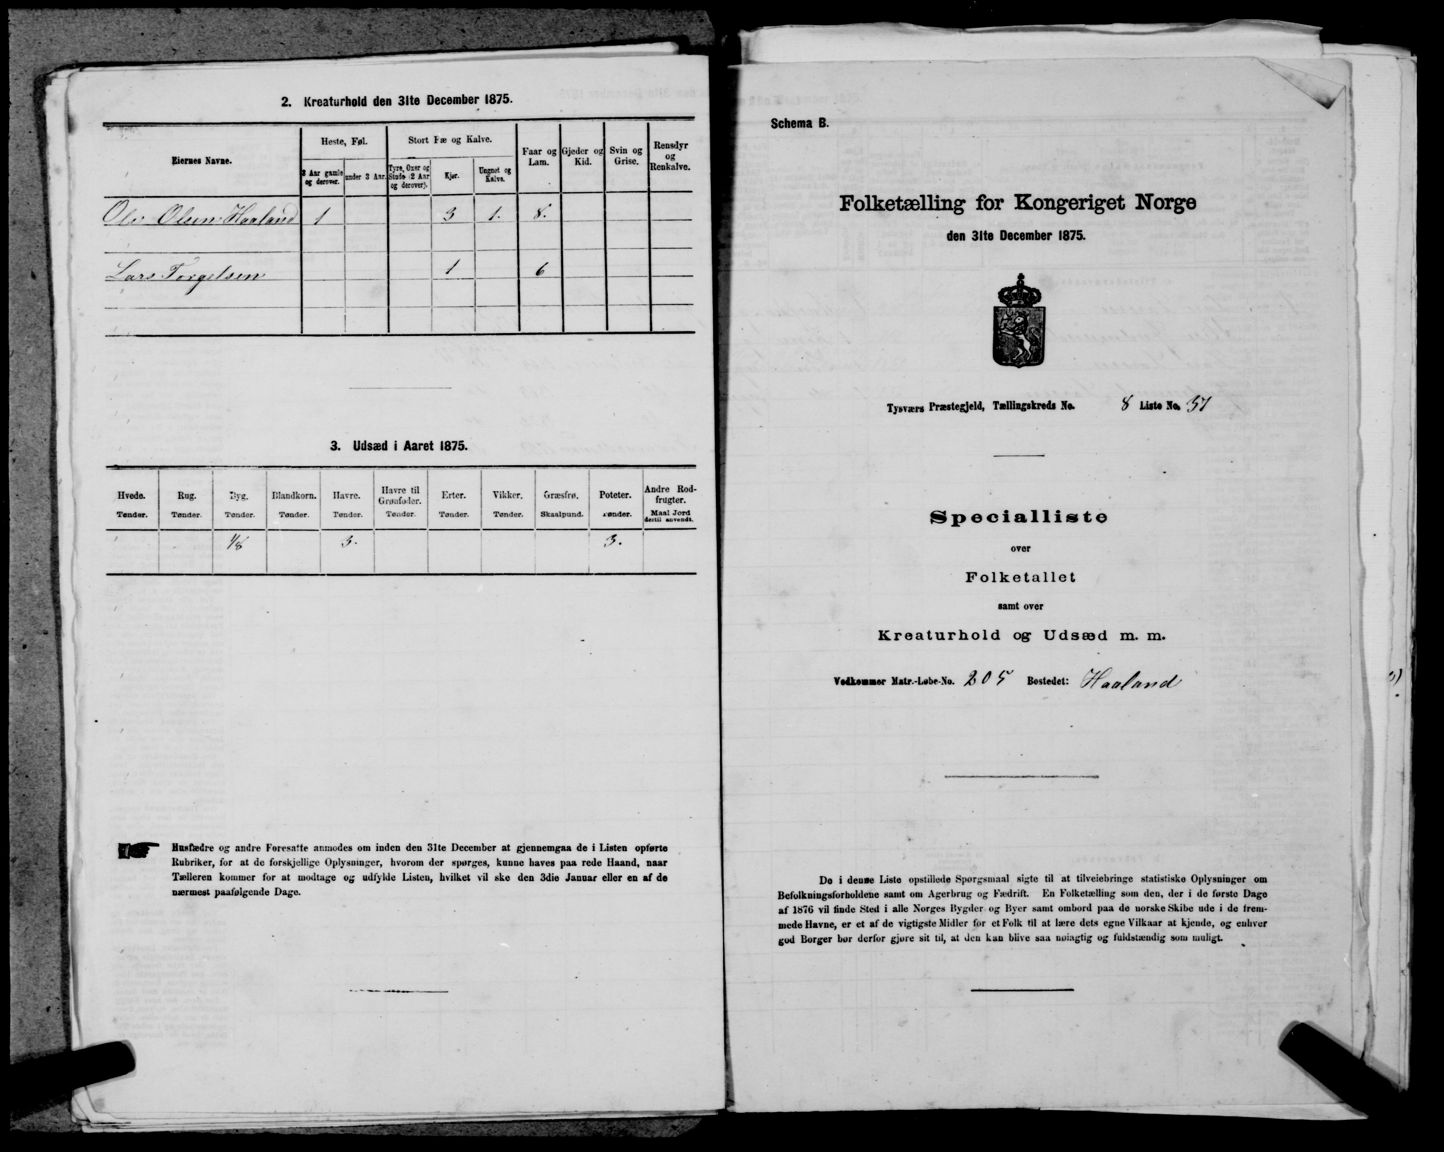 2. Kreaturhold den 31te December 1875.
Eiernes Navne.
Heste, Føl.
Stort Fæ og Kalve.
Faar og Lam.
Gjeder og Kid.
Svin og Grise.
Rensdyr og Renkalve.
3 Aar gamle og derover.
under 3 Aar.
Tyre, Oxer og Stude (2 Aar og derover).
Kjør.
Ungnet og Kalve.
Ole Olsen Haaland 1 3 1. 8.
Lars Torgelsen 1 6
3. Udsæd i Aaret 1875.
Hvede. Rug. Byg. Blandkorn. Havre. Havre til Grønfoder. Erter. Vikker. Græsfrø. Poteter. Andre Rodfrugter.
Tønder. Tønder. Tønder. Tønder. Tønder. Tønder. Tønder. Tønder. Skaalpund. Tønder. Maal Jord dertil anvendt.
1/8 3. 3.
Husfædre og andre Foresatte anmodes om inden den 31te December at gjennemgaa de i Listen opførte
Rubriker, for at de forskjellige Oplysninger, hvorom der spørges, kunne haves paa rede Haand, naar
Tælleren kommer for at modtage og udfylde Listen, hvilket vil ske den 3die Januar eller en af de
nærmest paafølgende Dage.
Schema B.
Folketælling for Kongeriget Norge
den 31te December 1875.
Tysværs Præstegjeld, Tællingskreds No. 8 Liste No. 37
Specialliste
over
Folketallet
samt over
Kreaturhold og Udsæd m. m.
Vedkommer Matr.-Løbe-No. 205 Bostedet: Haaland
De i denne Liste opstillede Spørgsmaal sigte til at tilveiebringe statistiske Oplysninger om
Befolkningsforholdene samt om Agerbrug og Fædrift. En Folketælling som den, der i de første Dage
af 1876 vil finde Sted i alle Norges Bygder og Byer samt ombord paa de norske Skibe ude i de frem-
mede Havne, er et af de vigtigste Midler for et Folk til at lære dets egne Vilkaar at kjende, og enhver
god Borger bør derfor gjøre sit til, at den kan blive saa nøiagtig og fuldstændig som muligt.